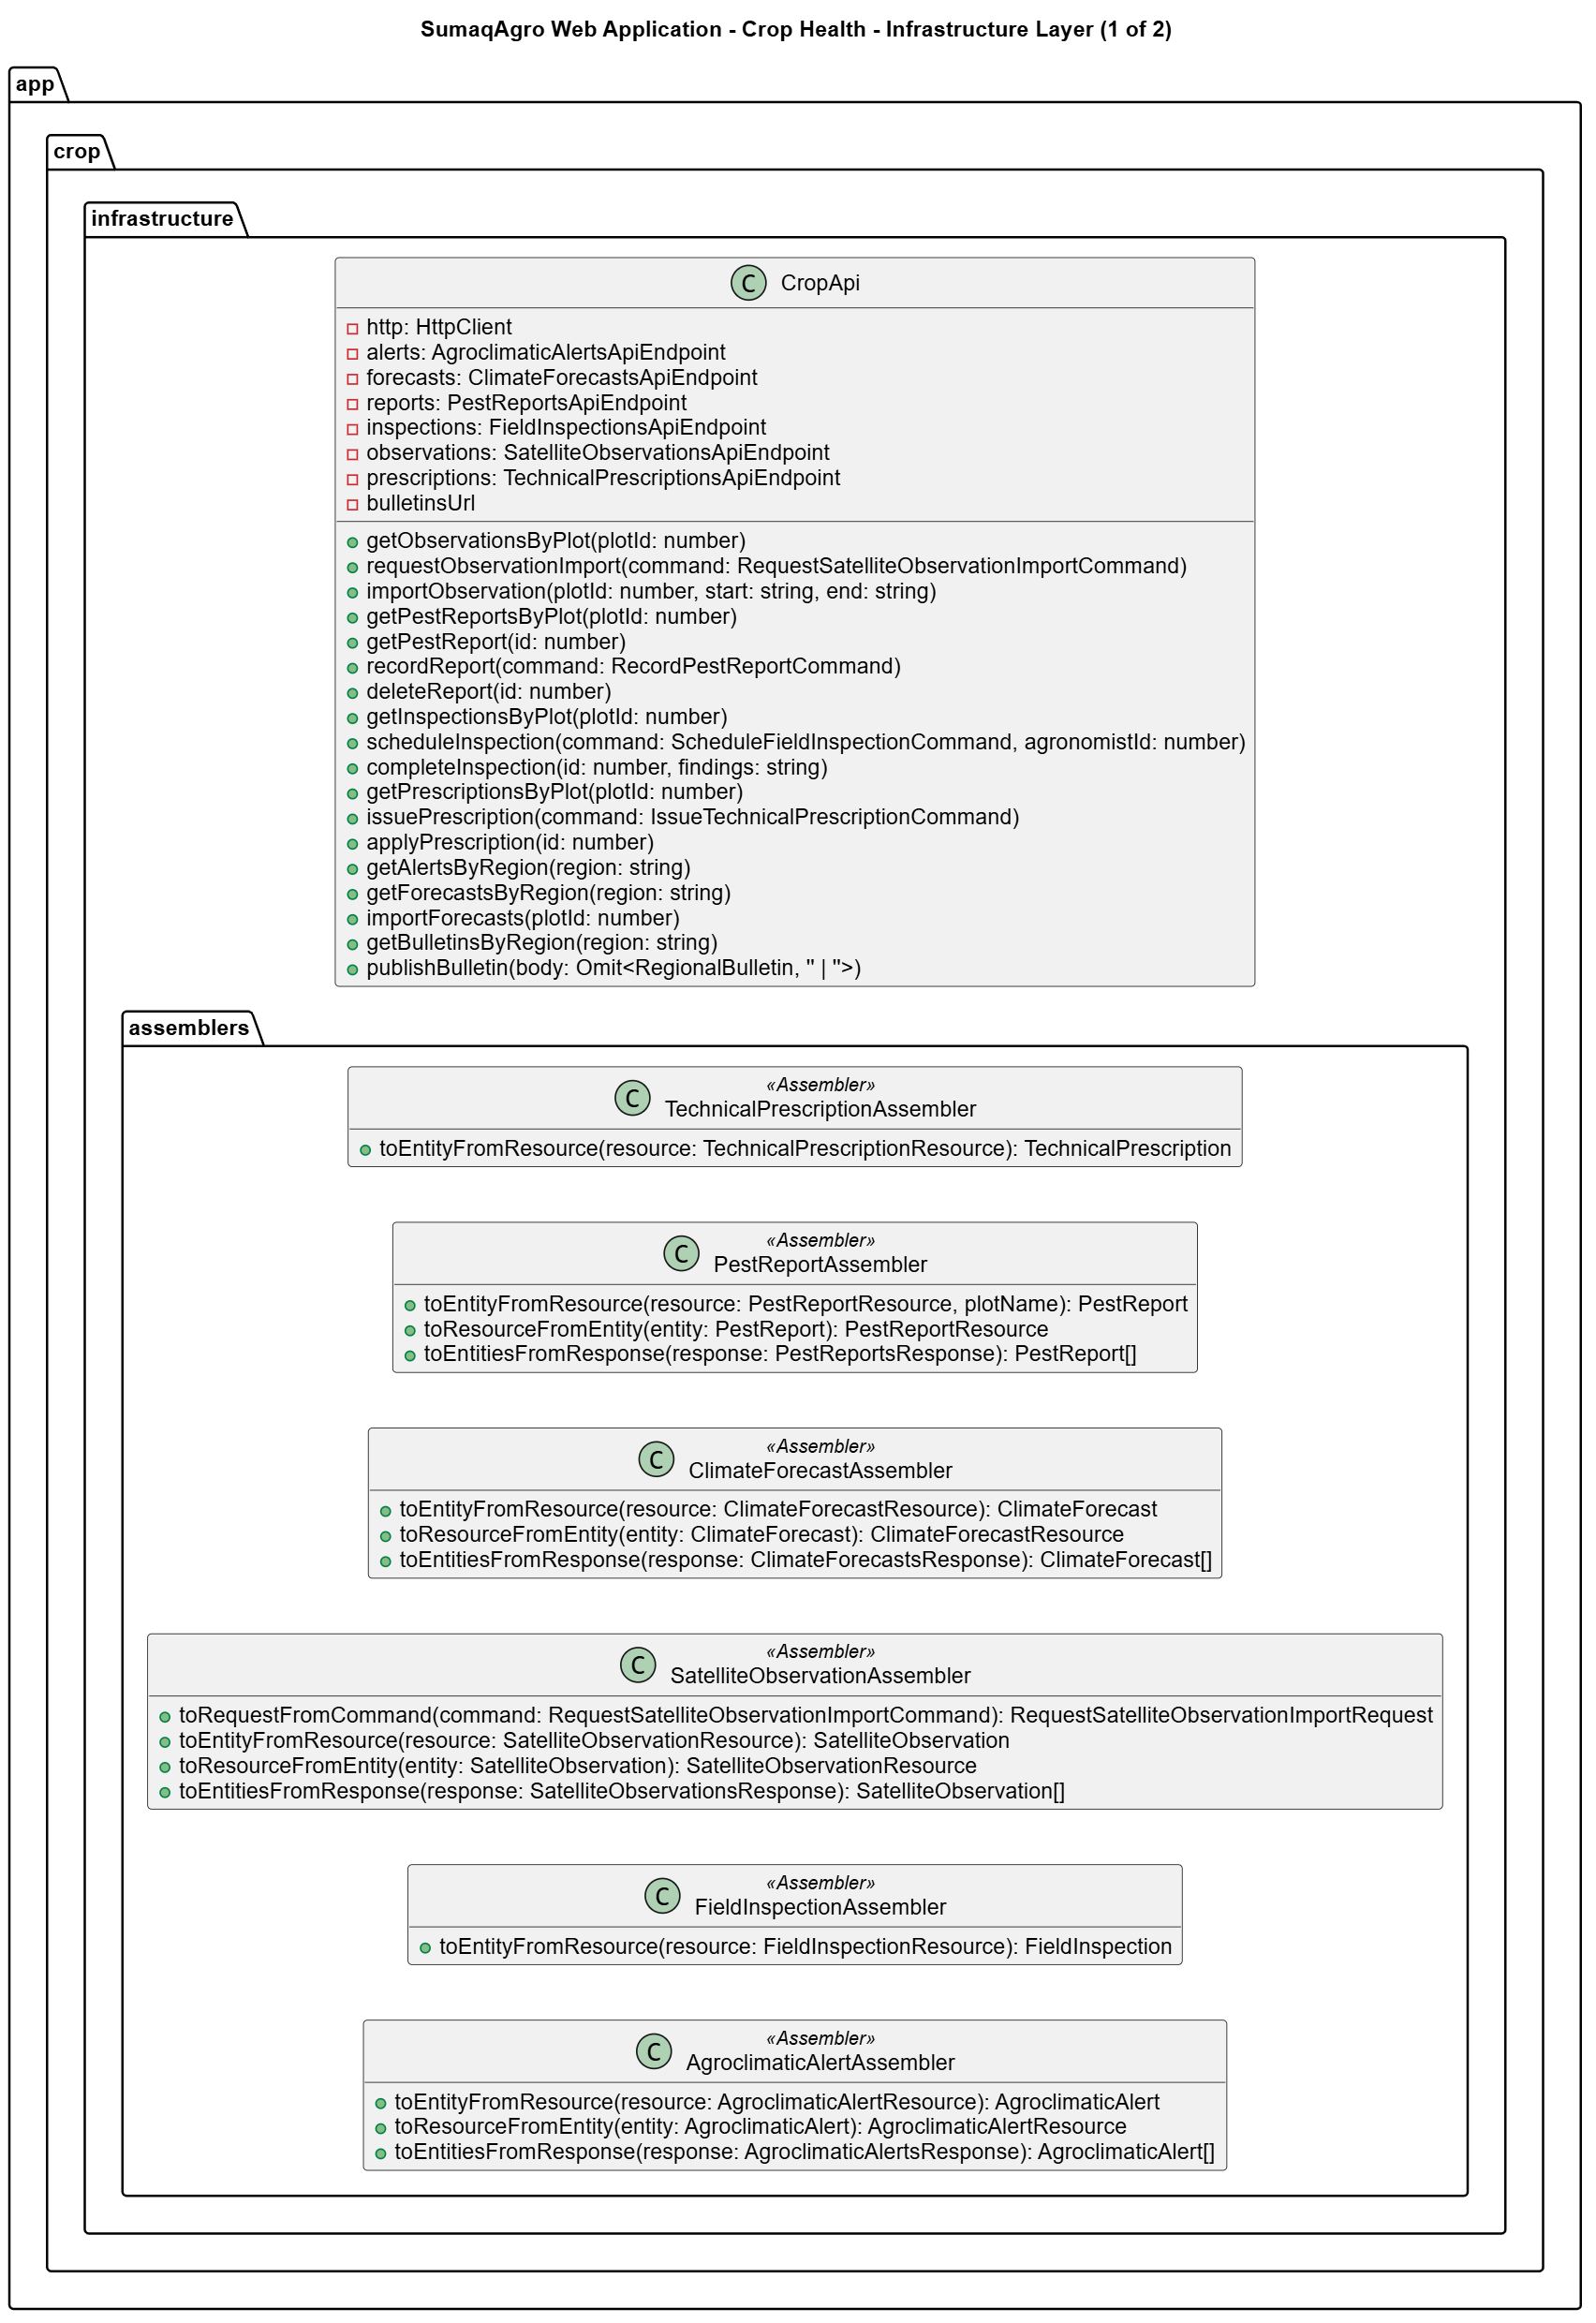 SumaqAgro Web Application - Crop Health - Infrastructure Layer (1 of 2)
app
crop
infrastructure
C CropApi
http: HttpClient
alerts: AgroclimaticAlertsApiEndpoint
forecasts: ClimateForecastsApiEndpoint
reports: PestReportsApiEndpoint
inspections: FieldInspectionsApiEndpoint
observations: SatelliteObservationsApiEndpoint
prescriptions: TechnicalPrescriptionsApiEndpoint
bulletinsUrl
getObservationsByPlot(plotId: number)
requestObservationImport(command: RequestSatelliteObservationImportCommand)
importObservation(plotId: number, start: string, end: string)
getPestReportsByPlot(plotId: number)
getPestReport(id: number)
recordReport(command: RecordPestReportCommand)
deleteReport(id: number)
getInspectionsByPlot(plotId: number)
scheduleInspection(command: ScheduleFieldInspectionCommand, agronomistId: number)
completeInspection(id: number, findings: string)
getPrescriptionsByPlot(plotId: number)
issuePrescription(command: IssueTechnicalPrescriptionCommand)
applyPrescription(id: number)
getAlertsByRegion(region: string)
getForecastsByRegion(region: string)
importForecasts(plotId: number)
getBulletinsByRegion(region: string)
publishBulletin(body: Omit<RegionalBulletin, '' | ''>)
assemblers
«Assembler»
C TechnicalPrescriptionAssembler
toEntityFromResource(resource: TechnicalPrescriptionResource): TechnicalPrescription
«Assembler»
C PestReportAssembler
toEntityFromResource(resource: PestReportResource, plotName): PestReport
toResourceFromEntity(entity: PestReport): PestReportResource
toEntitiesFromResponse(response: PestReportsResponse): PestReport[]
«Assembler»
C ClimateForecastAssembler
toEntityFromResource(resource: ClimateForecastResource): ClimateForecast
toResourceFromEntity(entity: ClimateForecast): ClimateForecastResource
toEntitiesFromResponse(response: ClimateForecastsResponse): ClimateForecast[]
«Assembler»
C SatelliteObservationAssembler
toRequestFromCommand(command: RequestSatelliteObservationImportCommand): RequestSatelliteObservationImportRequest
toEntityFromResource(resource: SatelliteObservationResource): SatelliteObservation
toResourceFromEntity(entity: SatelliteObservation): SatelliteObservationResource
toEntitiesFromResponse(response: SatelliteObservationsResponse): SatelliteObservation[]
«Assembler»
C FieldInspectionAssembler
toEntityFromResource(resource: FieldInspectionResource): FieldInspection
«Assembler»
C AgroclimaticAlertAssembler
toEntityFromResource(resource: AgroclimaticAlertResource): AgroclimaticAlert
toResourceFromEntity(entity: AgroclimaticAlert): AgroclimaticAlertResource
toEntitiesFromResponse(response: AgroclimaticAlertsResponse): AgroclimaticAlert[]